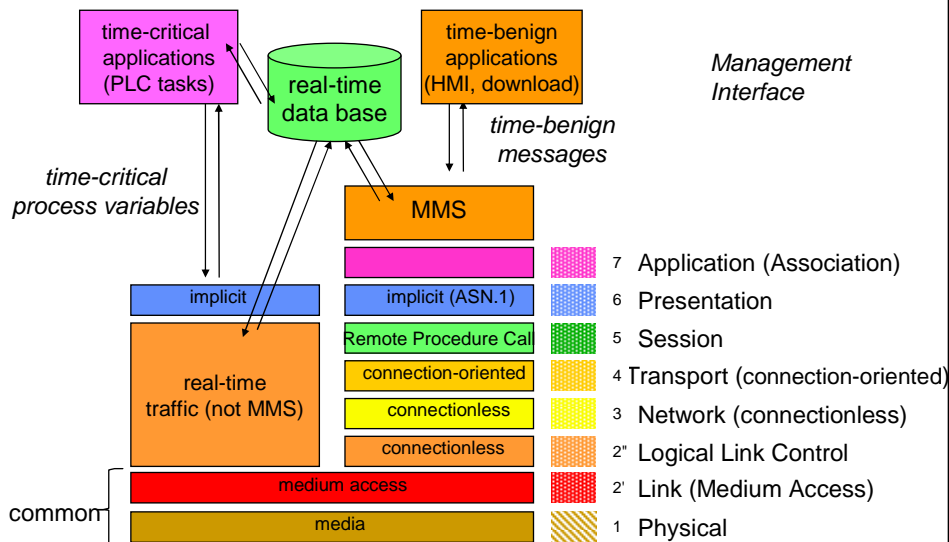 time-critical
applications
(PLC tasks)
real-time
data base
time-benign
applications
(HMI, download)
Management
Interface
time-benign
messages
time-critical
process variables
MMS
7 Application (Association)
implicit
implicit (ASN.1)
6 Presentation
Remote Procedure Call
5 Session
real-time
traffic (not MMS)
connection-oriented
4 Transport (connection-oriented)
connectionless
3 Network (connectionless)
connectionless
2" Logical Link Control
medium access
2' Link (Medium Access)
common
media
1 Physical